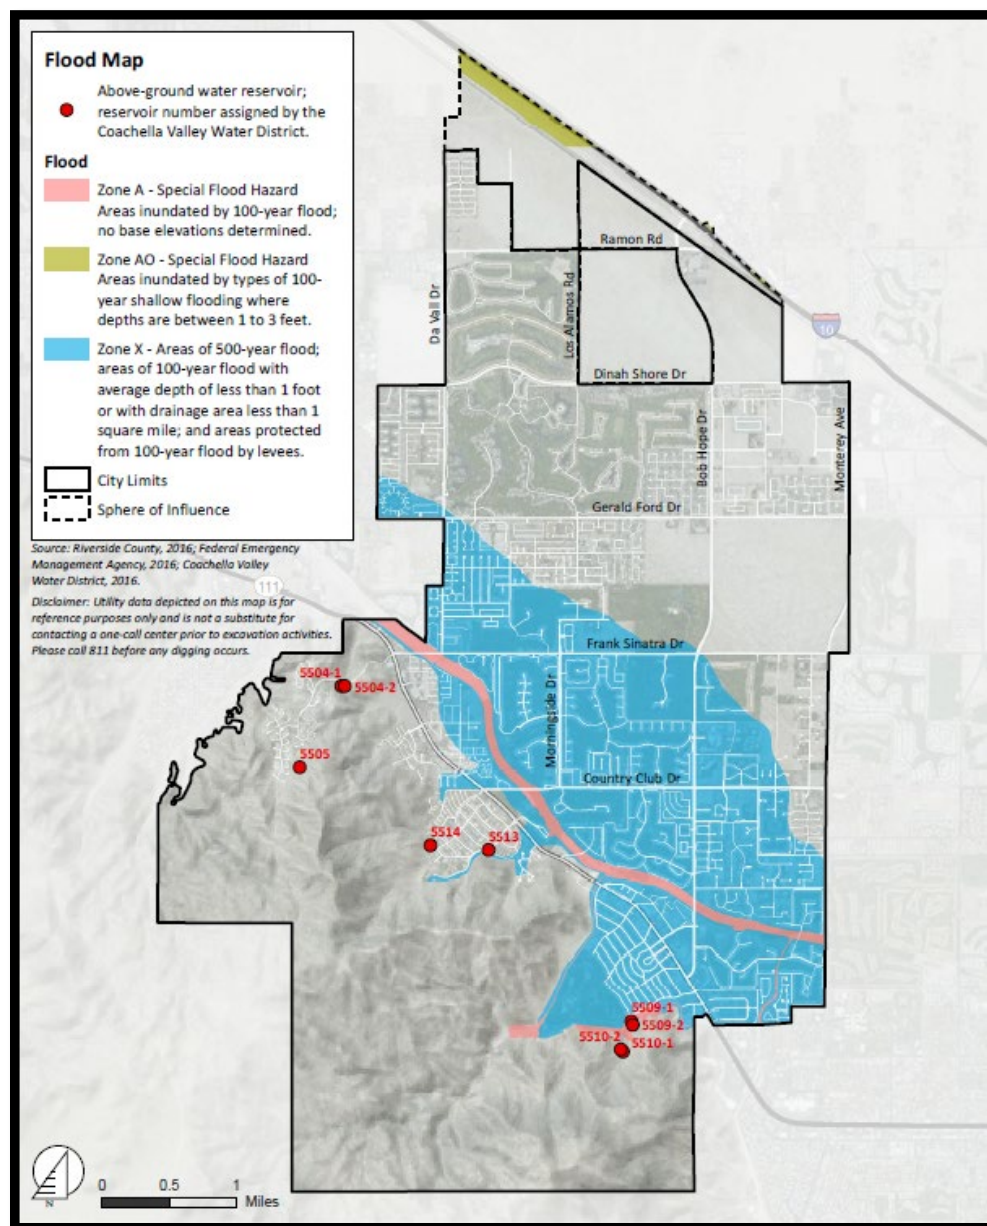 Flood Map
Above-ground water reservoir;
reservoir number assigned by the
Coachella Valley Water District.
Flood
Zone A - Special Flood Hazard
Areas inundated by 100-year flood;
no base elevations determined.
Zone AO - Special Flood Hazard
Areas inundated by types of 100-
year shallow flooding where
depths are between 1 to 3 feet.
Zone X - Areas of 500-year flood;
areas of 100-year flood with
average depth of less than 1 foot
or with drainage area less than 1
square mile; and areas protected
from 100-year flood by levees.
City Limits
Sphere of Influence
Source: Riverside County, 2016; Federal Emergency
Management Agency, 2016; Coachella Valley
Water District, 2016.
Disclaimer: Utility data depicted on this map is for
reference purposes only and is not a substitute for
contacting a one-call center prior to excavation activities.
Please call 811 before any digging occurs.
Ramon Rd
Da Vall Dr
Los Alamos Rd
10
Dinah Shore Dr
Bob Hope Dr
Monterey Ave
Gerald Ford Dr
111
Frank Sinatra Dr
Morningside Dr
Country Club Dr
5504-1
5504-2
5505
5514
5513
5509-1
5509-2
5510-2
5510-1
N
0 0.5 1
Miles